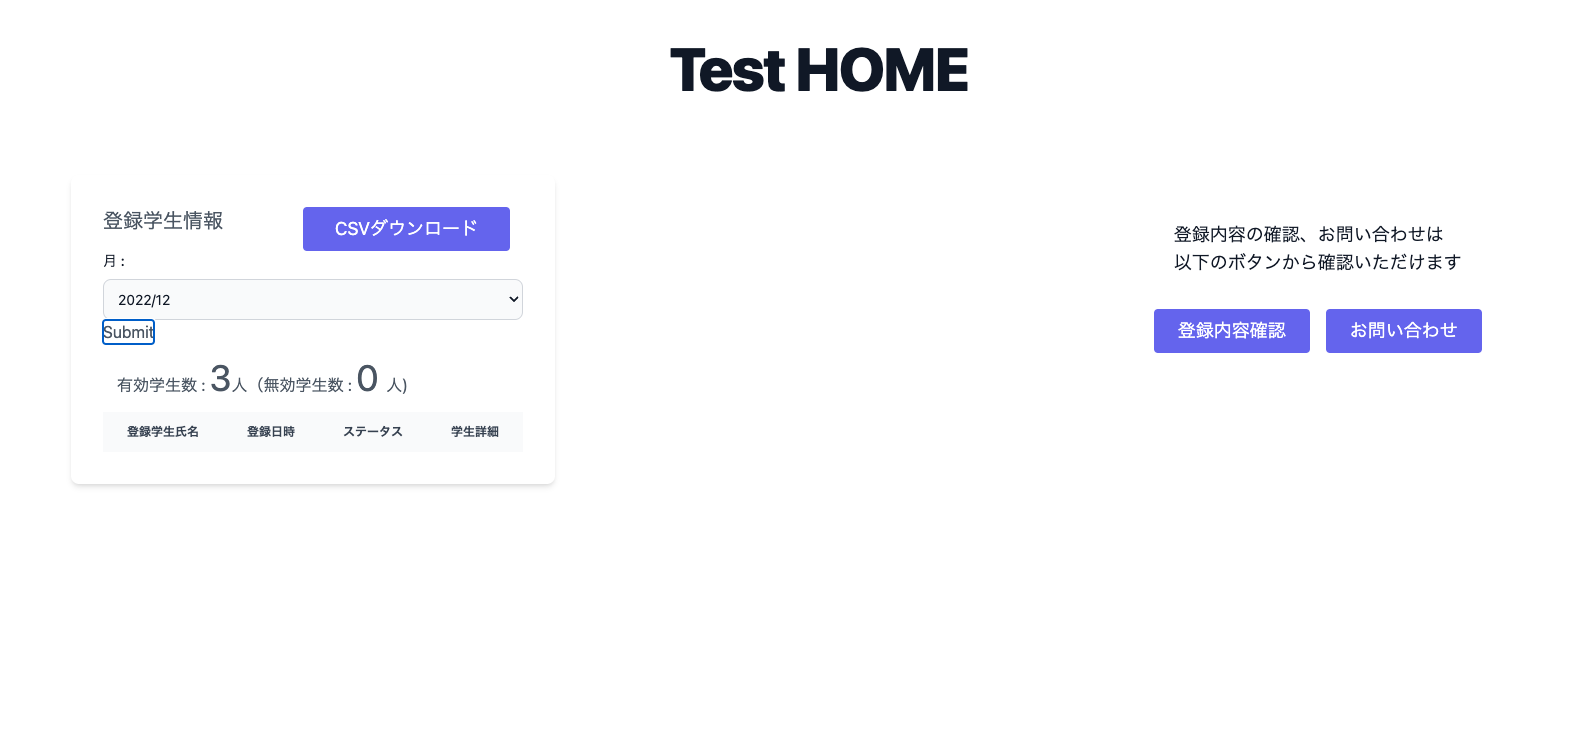 Test HOME
登録学生情報
CSVダウンロード
月 :
2022/12
Submit
有効学生数 : 3人（無効学生数 : 0 人)
登録学生氏名 登録日時 ステータス 学生詳細
登録内容の確認、お問い合わせは
以下のボタンから確認いただけます
登録内容確認 お問い合わせ